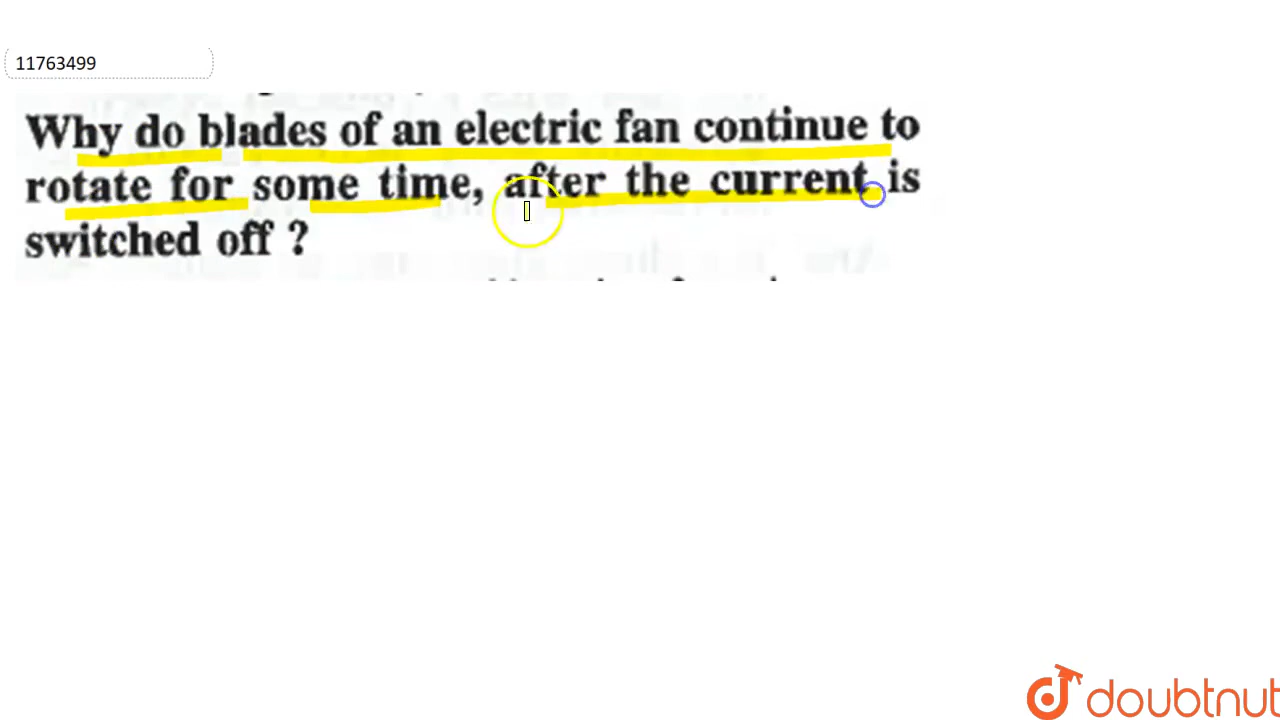 11763499
Why do blades of an electric fan continue to
rotate for some time, after the current is
switched off ?
doubtnut